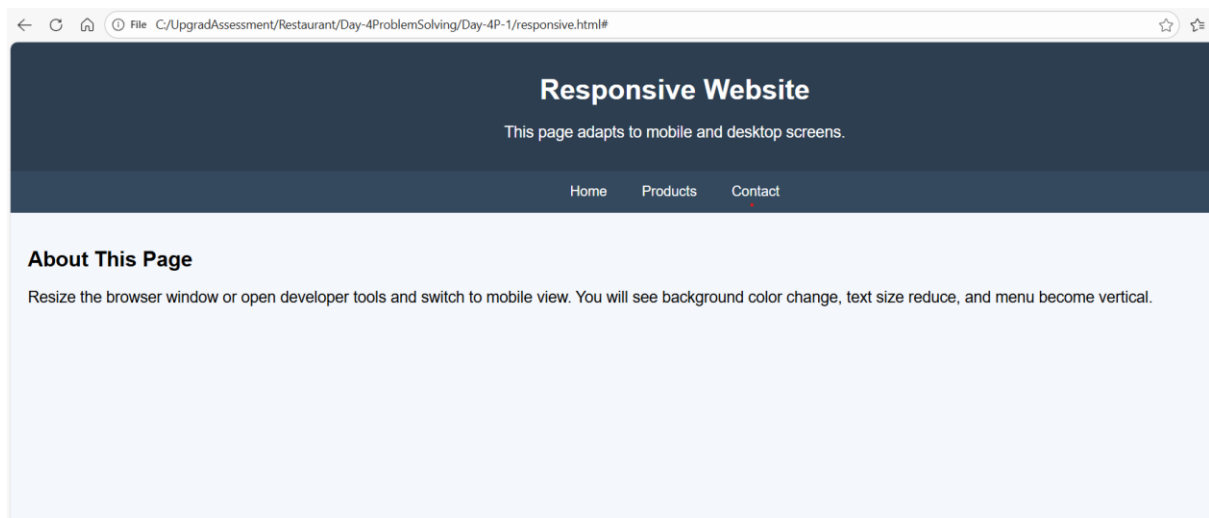 File C:/UpgradAssessment/Restaurant/Day-4ProblemSolving/Day-4P-1/responsive.html#
Responsive Website
This page adapts to mobile and desktop screens.
Home Products Contact
About This Page
Resize the browser window or open developer tools and switch to mobile view. You will see background color change, text size reduce, and menu become vertical.